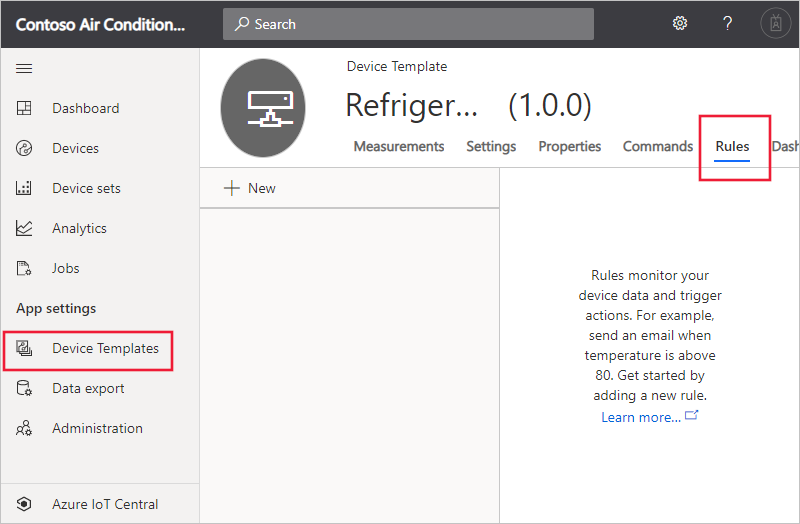 Contoso Air Condition...
Search
?
Dashboard
Devices
Device sets
Analytics
Jobs
App settings
Device Templates
Data export
Administration
Azure IoT Central
Device Template
Refriger... (1.0.0)
Measurements Settings Properties Commands Rules Dash
New
Rules monitor your
device data and trigger
actions. For example,
send an email when
temperature is above
80. Get started by
adding a new rule.
Learn more...